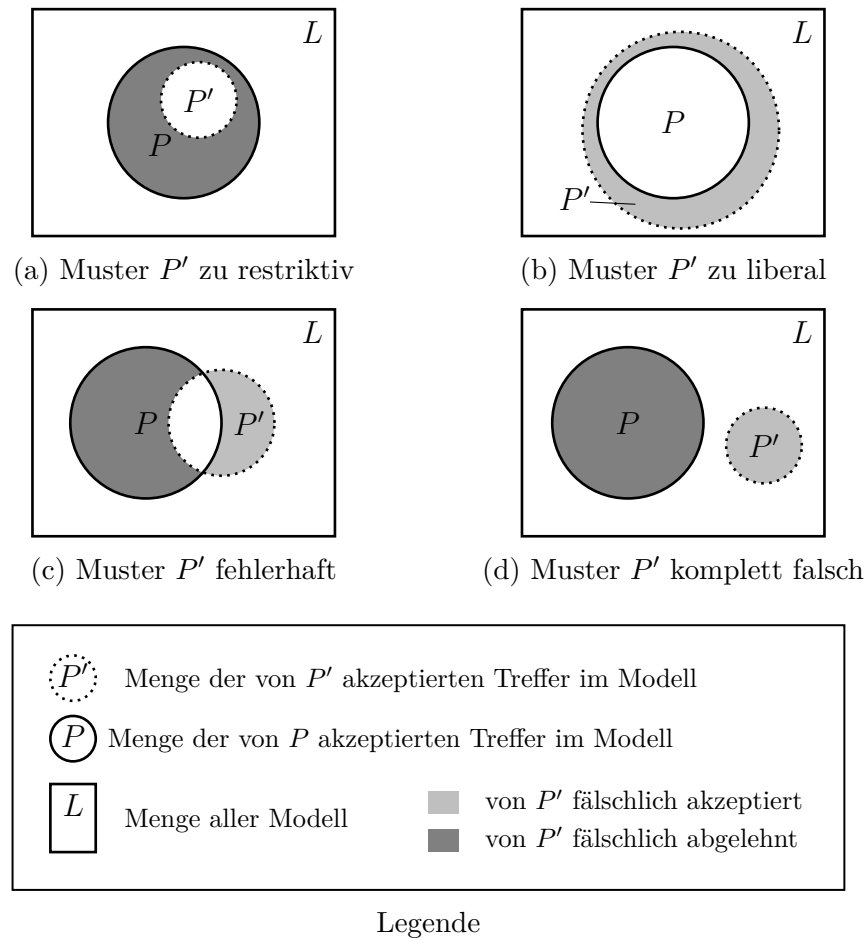 L
L
P′
P
P
P′
(a) Muster P′ zu restriktiv
(b) Muster P′ zu liberal
L
L
P
P′
P
P′
(c) Muster P′ fehlerhaft
(d) Muster P′ komplett falsch
P′ Menge der von P′ akzeptierten Treffer im Modell
P Menge der von P akzeptierten Treffer im Modell
L Menge aller Modell
von P′ fälschlich akzeptiert
von P′ fälschlich abgelehnt
Legende